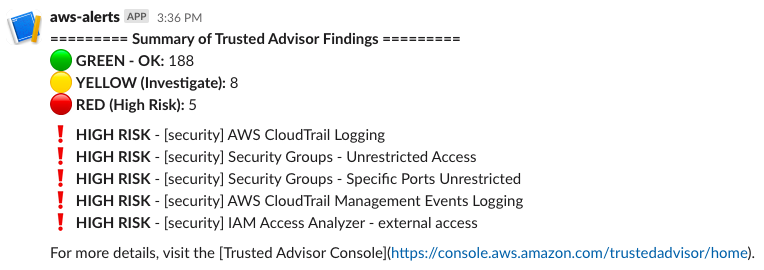 aws-alerts APP 3:36 PM
========= Summary of Trusted Advisor Findings =========
GREEN - OK: 188
YELLOW (Investigate): 8
RED (High Risk): 5
❗ HIGH RISK - [security] AWS CloudTrail Logging
❗ HIGH RISK - [security] Security Groups - Unrestricted Access
❗ HIGH RISK - [security] Security Groups - Specific Ports Unrestricted
❗ HIGH RISK - [security] AWS CloudTrail Management Events Logging
❗ HIGH RISK - [security] IAM Access Analyzer - external access
For more details, visit the [Trusted Advisor Console](https://console.aws.amazon.com/trustedadvisor/home).